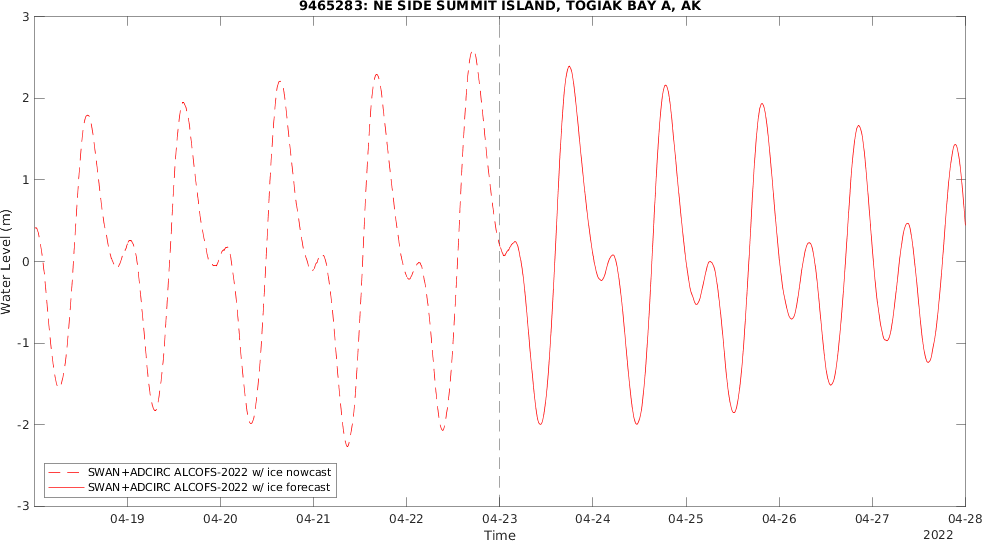 9465283: NE SIDE SUMMIT ISLAND, TOGIAK BAY A, AK
3
2
1
0
-1
-2
-3
Water Level (m)
SWAN+ADCIRC ALCOFS-2022 w/ ice nowcast
SWAN+ADCIRC ALCOFS-2022 w/ ice forecast
04-19 04-20 04-21 04-22 04-23 04-24 04-25 04-26 04-27 04-28
Time
2022